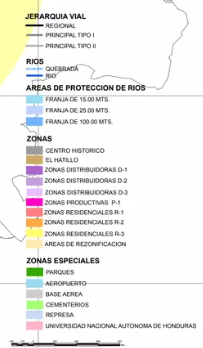 JERARQUIA VIAL
REGIONAL
PRINCIPAL TIPO I
PRINCIPAL TIPO II
RIOS
QUEBRADA
RIO
AREAS DE PROTECCION DE RIOS
FRANJA DE 15.00 MTS.
FRANJA DE 25.00 MTS.
FRANJA DE 100.00 MTS.
ZONAS
CENTRO HISTORICO
EL HATILLO
ZONAS DISTRIBUIDORAS D-1
ZONAS DISTRIBUIDORAS D-2
ZONAS DISTRIBUIDORAS D-3
ZONAS PRODUCTIVAS P-1
ZONAS RESIDENCIALES R-1
ZONAS RESIDENCIALES R-2
ZONAS RESIDENCIALES R-3
AREAS DE REZONIFICACION
ZONAS ESPECIALES
PARQUES
AEROPUERTO
BASE AEREA
CEMENTERIOS
REPRESA
UNIVERSIDAD NACIONAL AUTONOMA DE HONDURAS